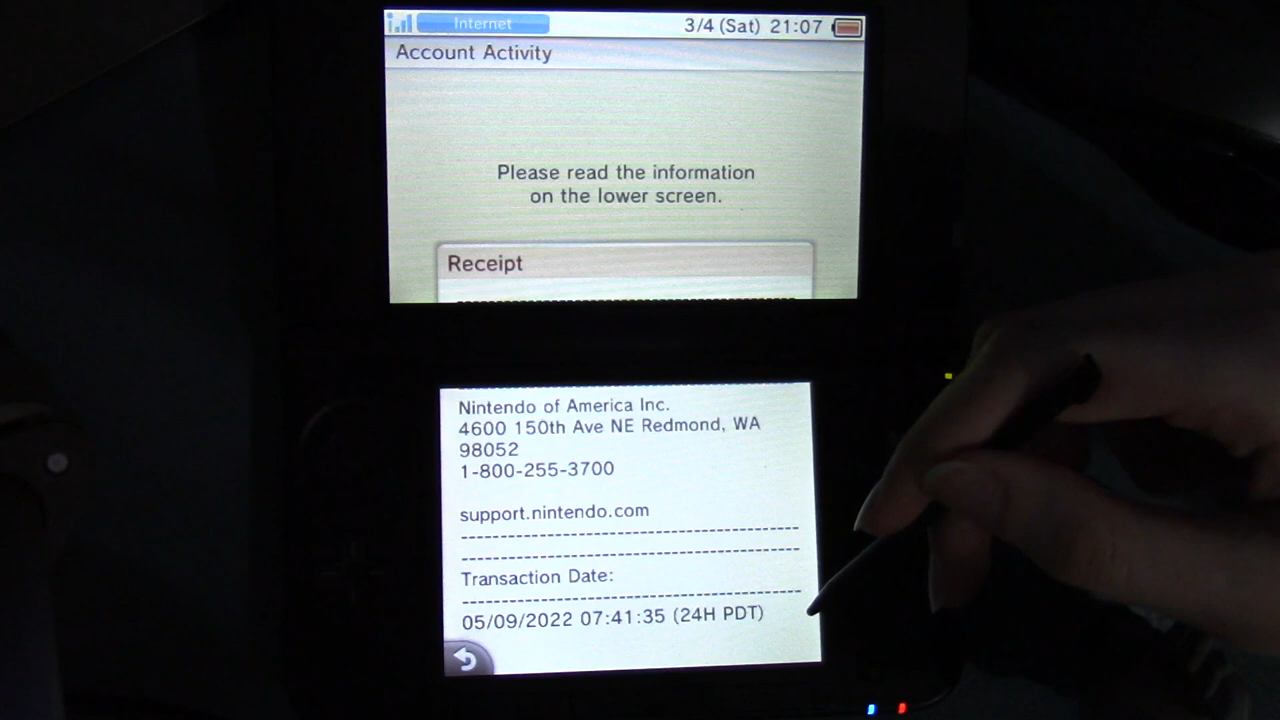 Internet
3/4 (Sat) 21:07
Account Activity
Please read the information
on the lower screen.
Receipt
Nintendo of America Inc.
4600 150th Ave NE Redmond, WA
98052
1-800-255-3700
support.nintendo.com
Transaction Date:
05/09/2022 07:41:35 (24H PDT)